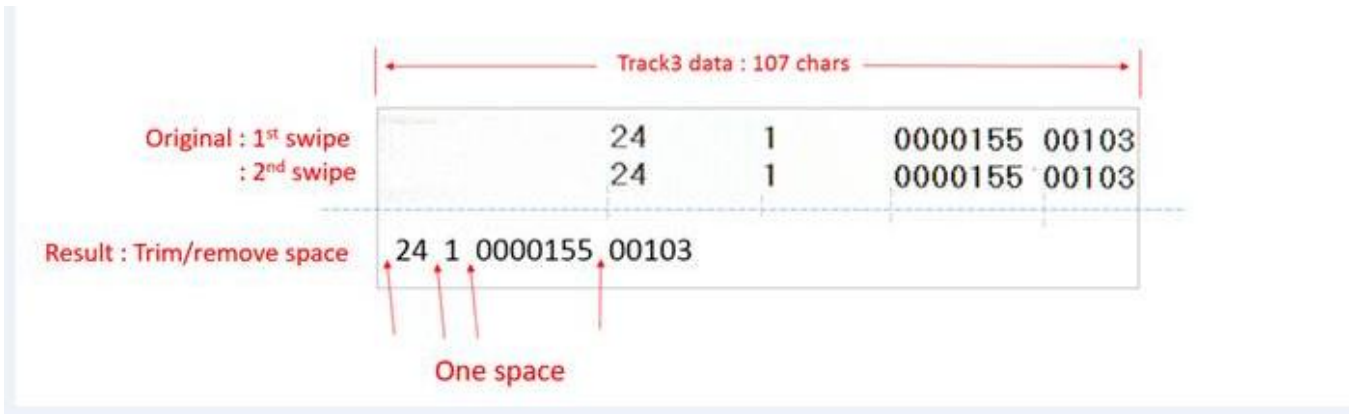 Track3 data : 107 chars
Original : 1st swipe 24 1 0000155 00103
: 2nd swipe 24 1 0000155 00103
Result : Trim/remove space 24 1 0000155 00103
One space